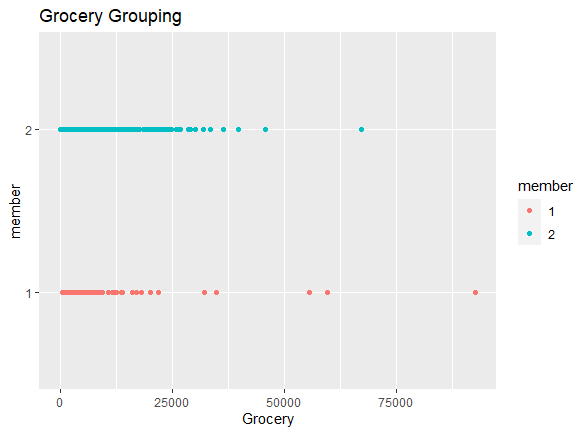 Grocery Grouping
member
2
1
0
25000
50000
75000
Grocery
member
1
2